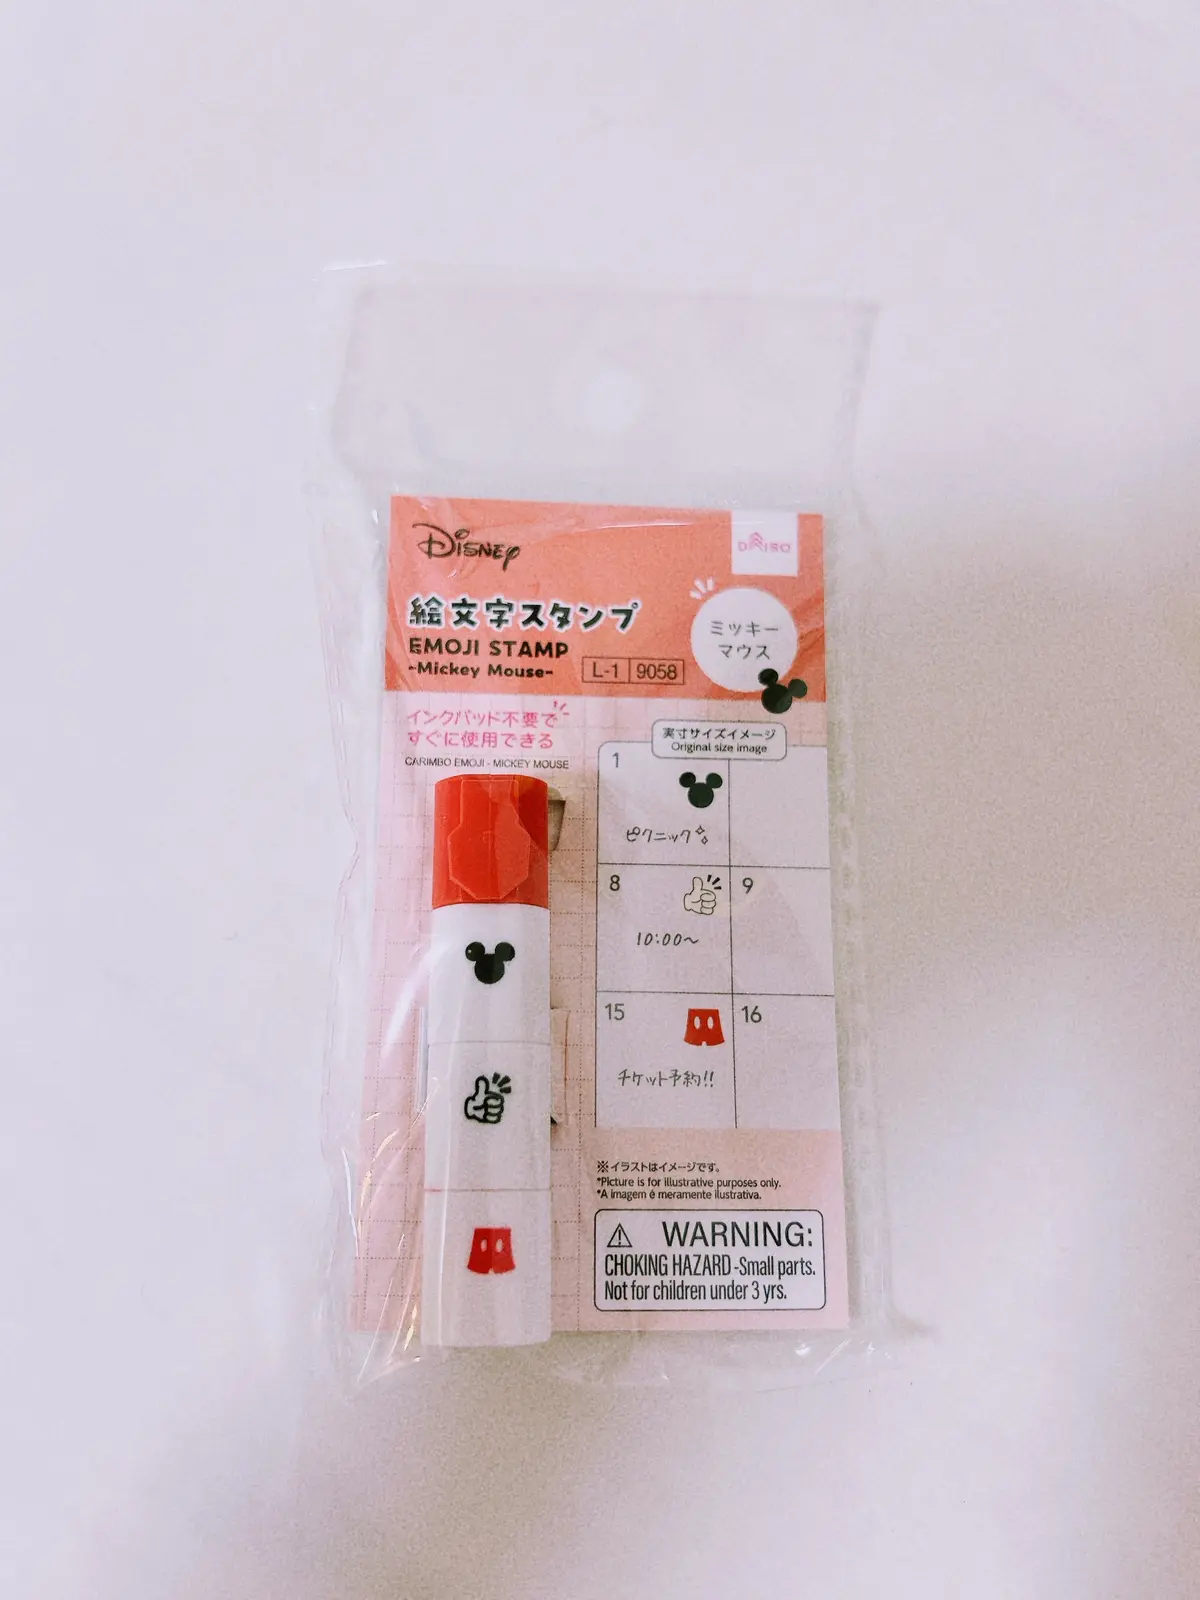 Disney
DAISO
絵文字スタンプ
EMOJI STAMP
-Mickey Mouse-
L-1 9058
ミッキー
マウス
インクパッド不要で
すぐに使用できる
CARIMBO EMOJI - MICKEY MOUSE
実寸サイズイメージ
Original size image
1
ピクニック
8
9
10:00~
15
16
チケット予約!!
※イラストはイメージです。
*Picture is for illustrative purposes only.
*A imagem é meramente ilustrativa.
WARNING:
CHOKING HAZARD -Small parts.
Not for children under 3 yrs.